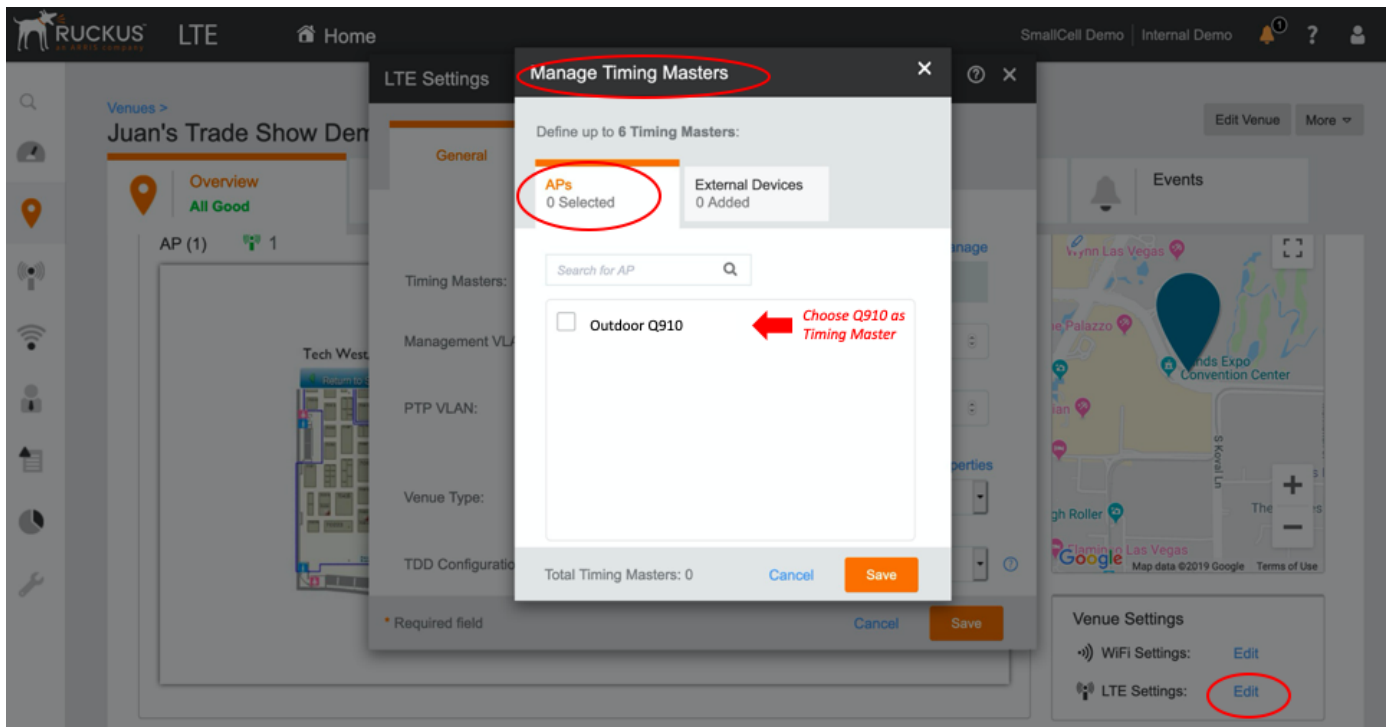 RUCKUS LTE Home SmallCell Demo Internal Demo 1 ?
Manage Timing Masters
LTE Settings
Venues >
Juan's Trade Show Dem
Edit Venue More
Define up to 6 Timing Masters:
General
Overview
All Good
APs
0 Selected
External Devices
0 Added
Events
AP (1) 1
Search for AP
Timing Masters:
Outdoor Q910
Choose Q910 as
Timing Master
Management VLA
Tech West
PTP VLAN:
Venue Type:
TDD Configuratio
Total Timing Masters: 0 Cancel Save
* Required field Cancel Save
Wynn Las Vegas
Palazzo
Sands Expo
Convention Center
S Koval Ln
High Roller
The
Flamingo Las Vegas
Google Map data ©2019 Google Terms of Use
Venue Settings
WiFi Settings: Edit
LTE Settings: Edit